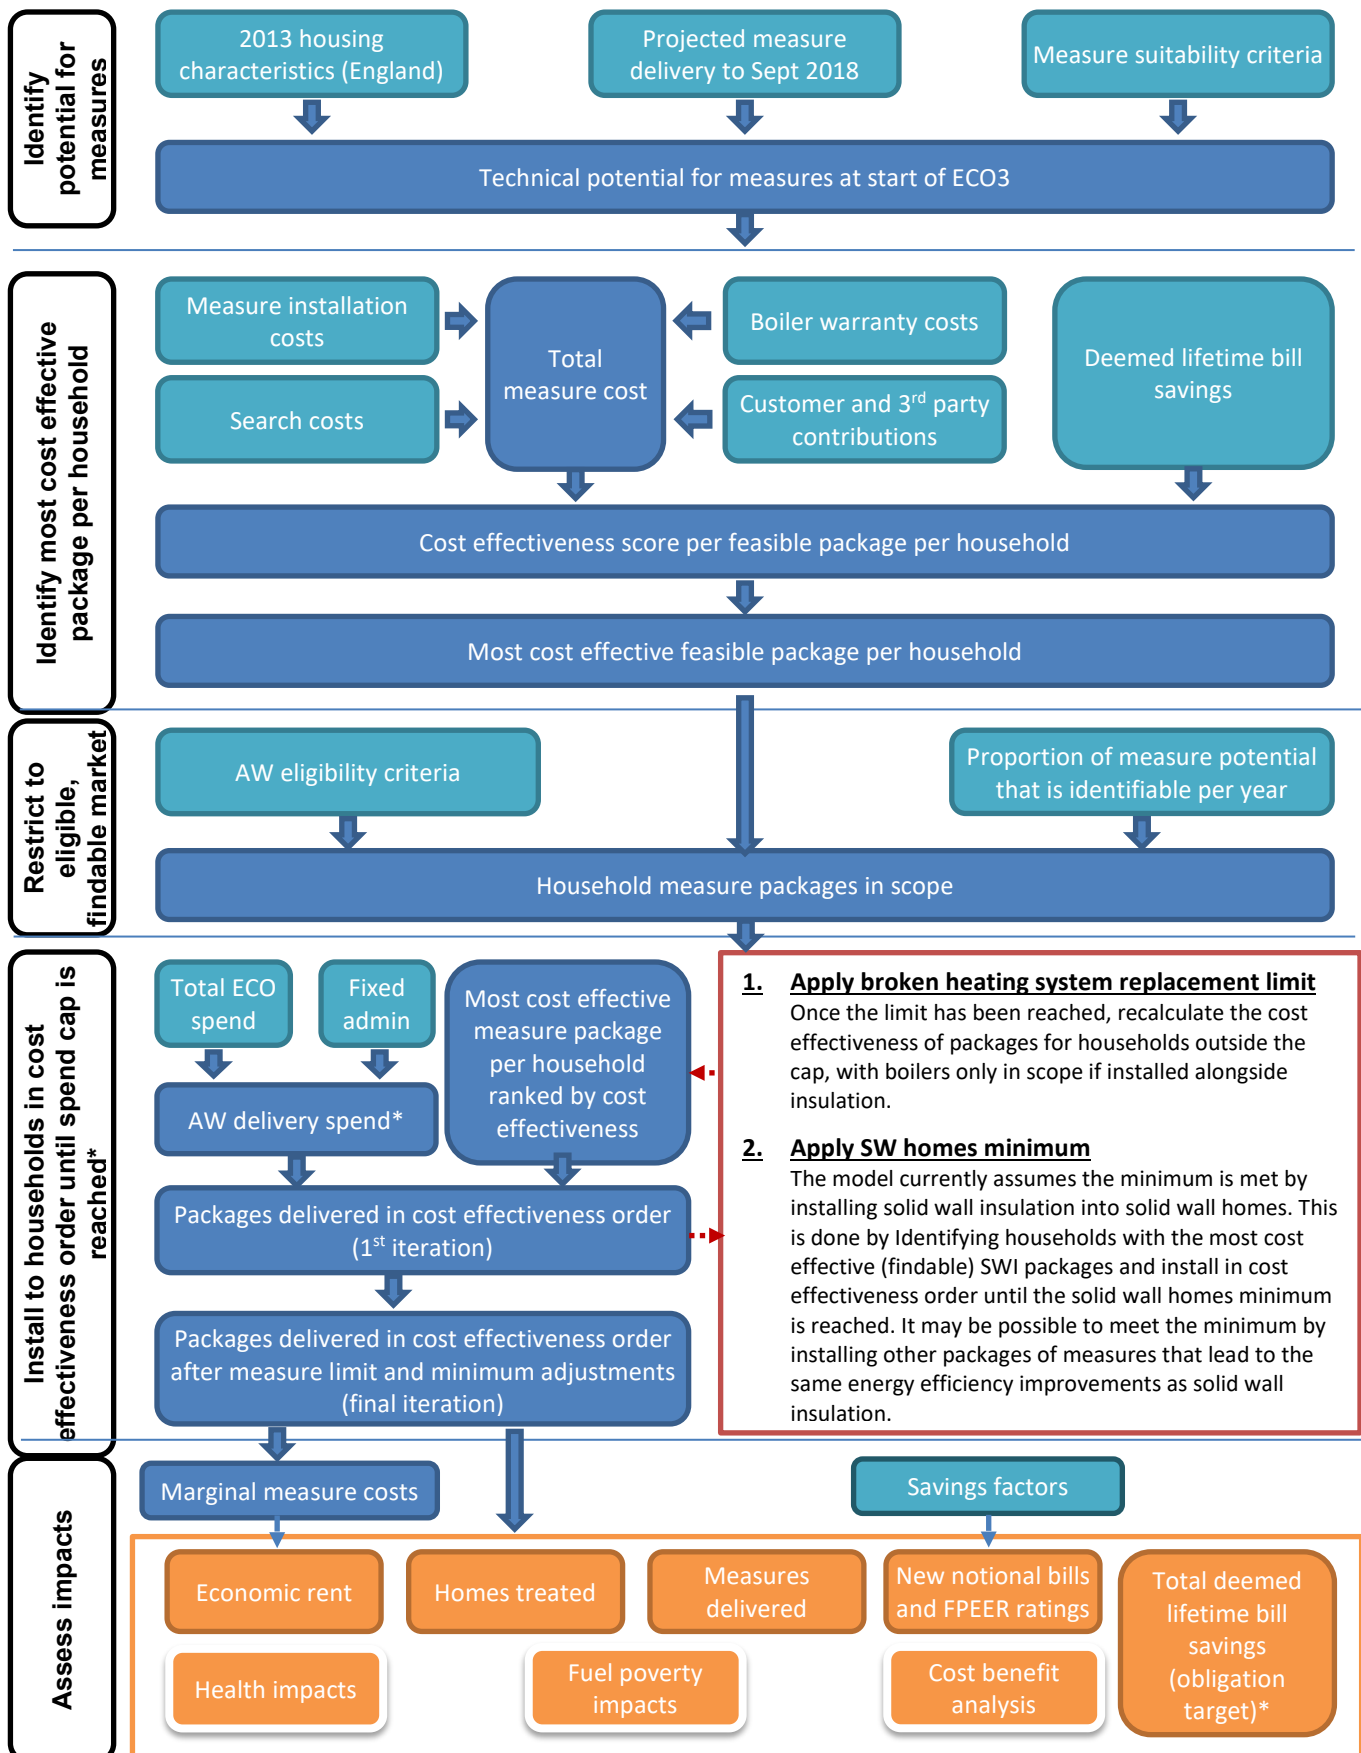 Identify
potential for
measures
2013 housing
characteristics (England)
Projected measure
delivery to Sept 2018
Measure suitability criteria
Technical potential for measures at start of ECO3
Identify most cost effective
package per household
Measure installation
costs
Search costs
Total
measure cost
Boiler warranty costs
Customer and 3rd party
contributions
Deemed lifetime bill
savings
Cost effectiveness score per feasible package per household
Most cost effective feasible package per household
Restrict to
eligible,
findable market
AW eligibility criteria
Proportion of measure potential
that is identifiable per year
Household measure packages in scope
Install to households in cost
effectiveness order until spend cap is
reached*
Total ECO
spend
Fixed
admin
AW delivery spend*
Most cost effective
measure package
per household
ranked by cost
effectiveness
Packages delivered in cost effectiveness order
(1st iteration)
Packages delivered in cost effectiveness order
after measure limit and minimum adjustments
(final iteration)
1. Apply broken heating system replacement limit
Once the limit has been reached, recalculate the cost
effectiveness of packages for households outside the
cap, with boilers only in scope if installed alongside
insulation.
2. Apply SW homes minimum
The model currently assumes the minimum is met by
installing solid wall insulation into solid wall homes. This
is done by Identifying households with the most cost
effective (findable) SWI packages and install in cost
effectiveness order until the solid wall homes minimum
is reached. It may be possible to meet the minimum by
installing other packages of measures that lead to the
same energy efficiency improvements as solid wall
insulation.
Assess impacts
Marginal measure costs
Savings factors
Economic rent
Homes treated
Measures
delivered
New notional bills
and FPEER ratings
Total deemed
lifetime bill
savings
(obligation
target)*
Health impacts
Fuel poverty
impacts
Cost benefit
analysis